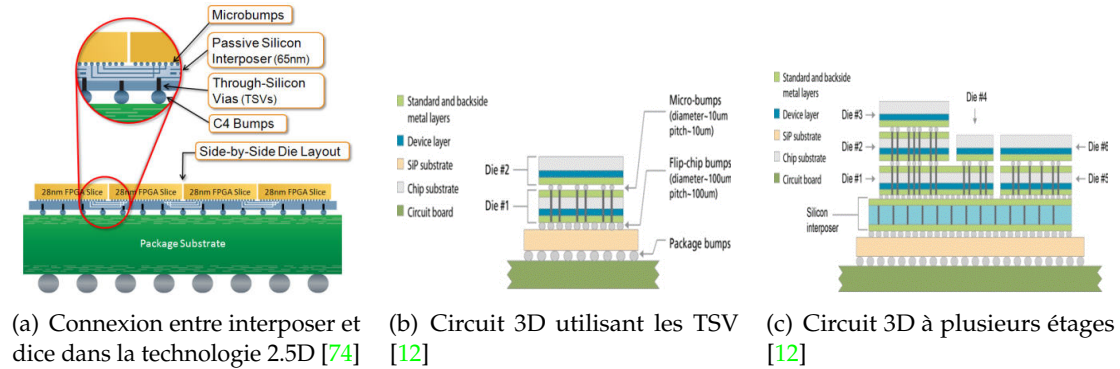 Microbumps
Passive Silicon
Interposer (65nm)
Through-Silicon
Vias (TSVs)
C4 Bumps
Side-by-Side Die Layout
28nm FPGA Slice 28nm FPGA Slice 28nm FPGA Slice 28nm FPGA Slice
Package Substrate
(a) Connexion entre interposer et
dice dans la technologie 2.5D [74]
Standard and backside
metal layers
Device layer
SiP substrate
Chip substrate
Circuit board
Die #2
Die #1
Micro-bumps
(diameter~10um
pitch~10um)
Flip-chip bumps
(diameter~100um
pitch~100um)
Package bumps
(b) Circuit 3D utilisant les TSV
[12]
Standard and backside
metal layers
Device layer
SiP substrate
Chip substrate
Circuit board
Die #4
Die #3
Die #2
Die #1
Die #6
Die #5
Silicon
interposer
(c) Circuit 3D à plusieurs étages
[12]